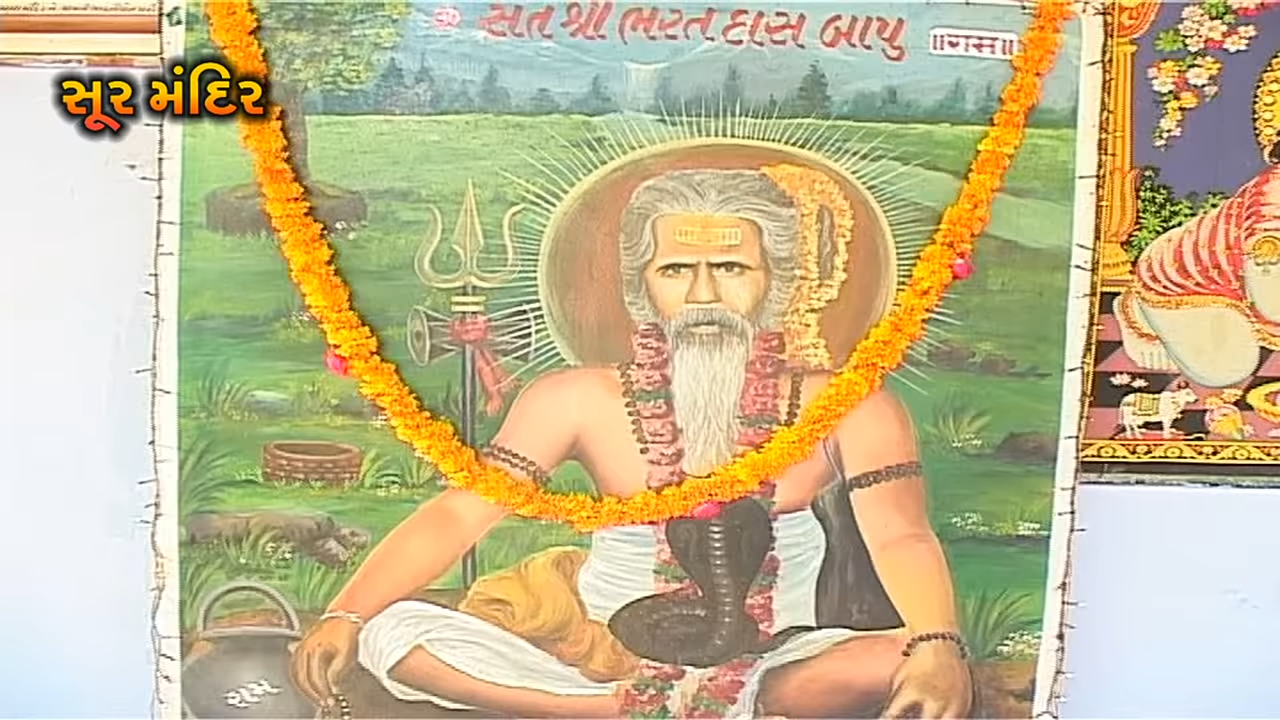 ૐ સંત શ્રી ભરત દાસ બાપુ
॥રામ॥
સૂર મંદિર
રામ